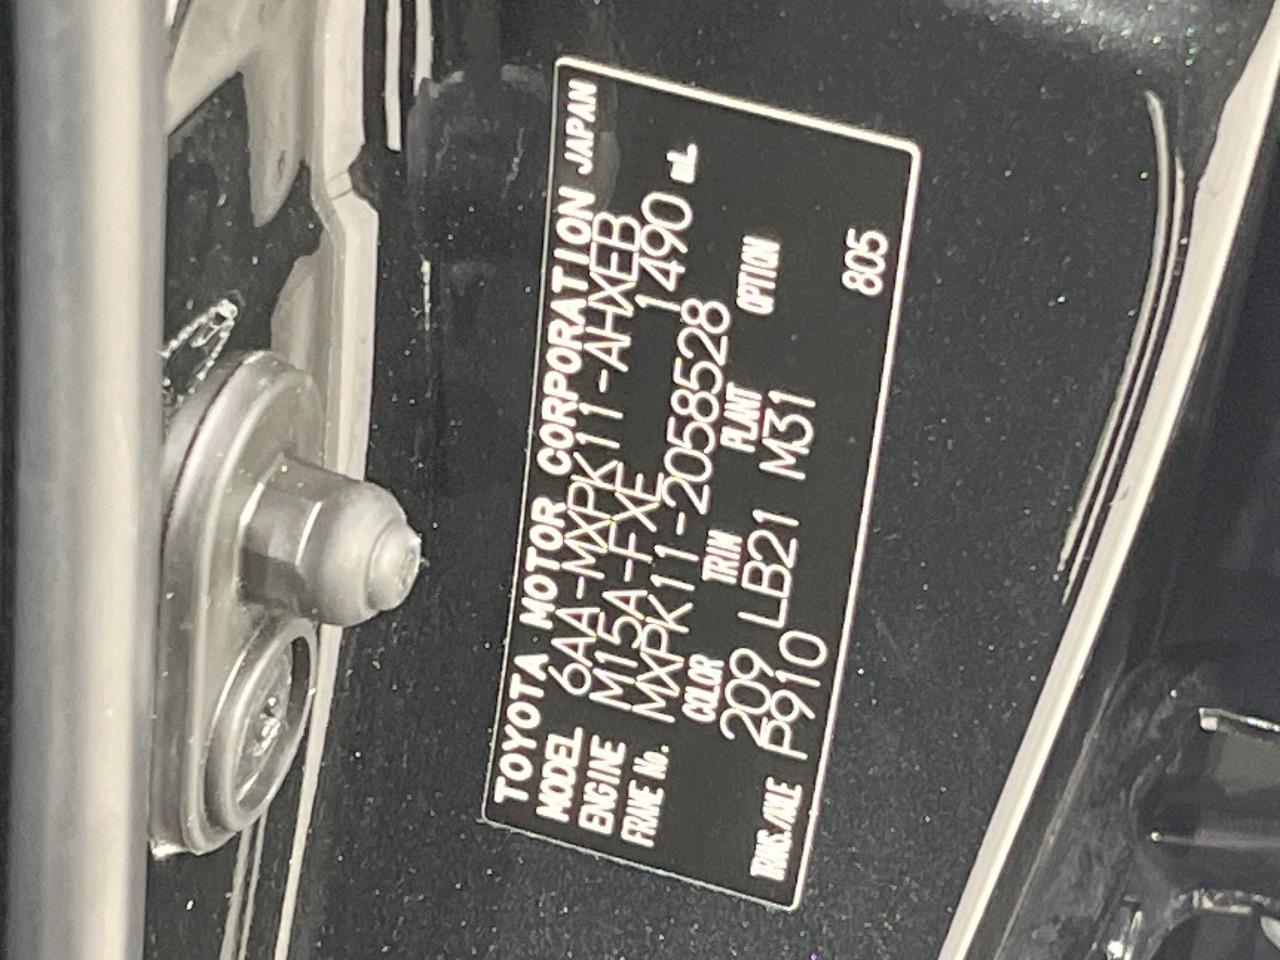 TOYOTA MOTOR CORPORATION JAPAN
MODEL 6AA-MXPK11-AHXEB
ENGINE M15A-FXE 1490 mL
FRAME No. MXPK11-2058528
COLOR TRIM PLANT OPTION
209 LB21 M31
TRANS./AXLE P910 805